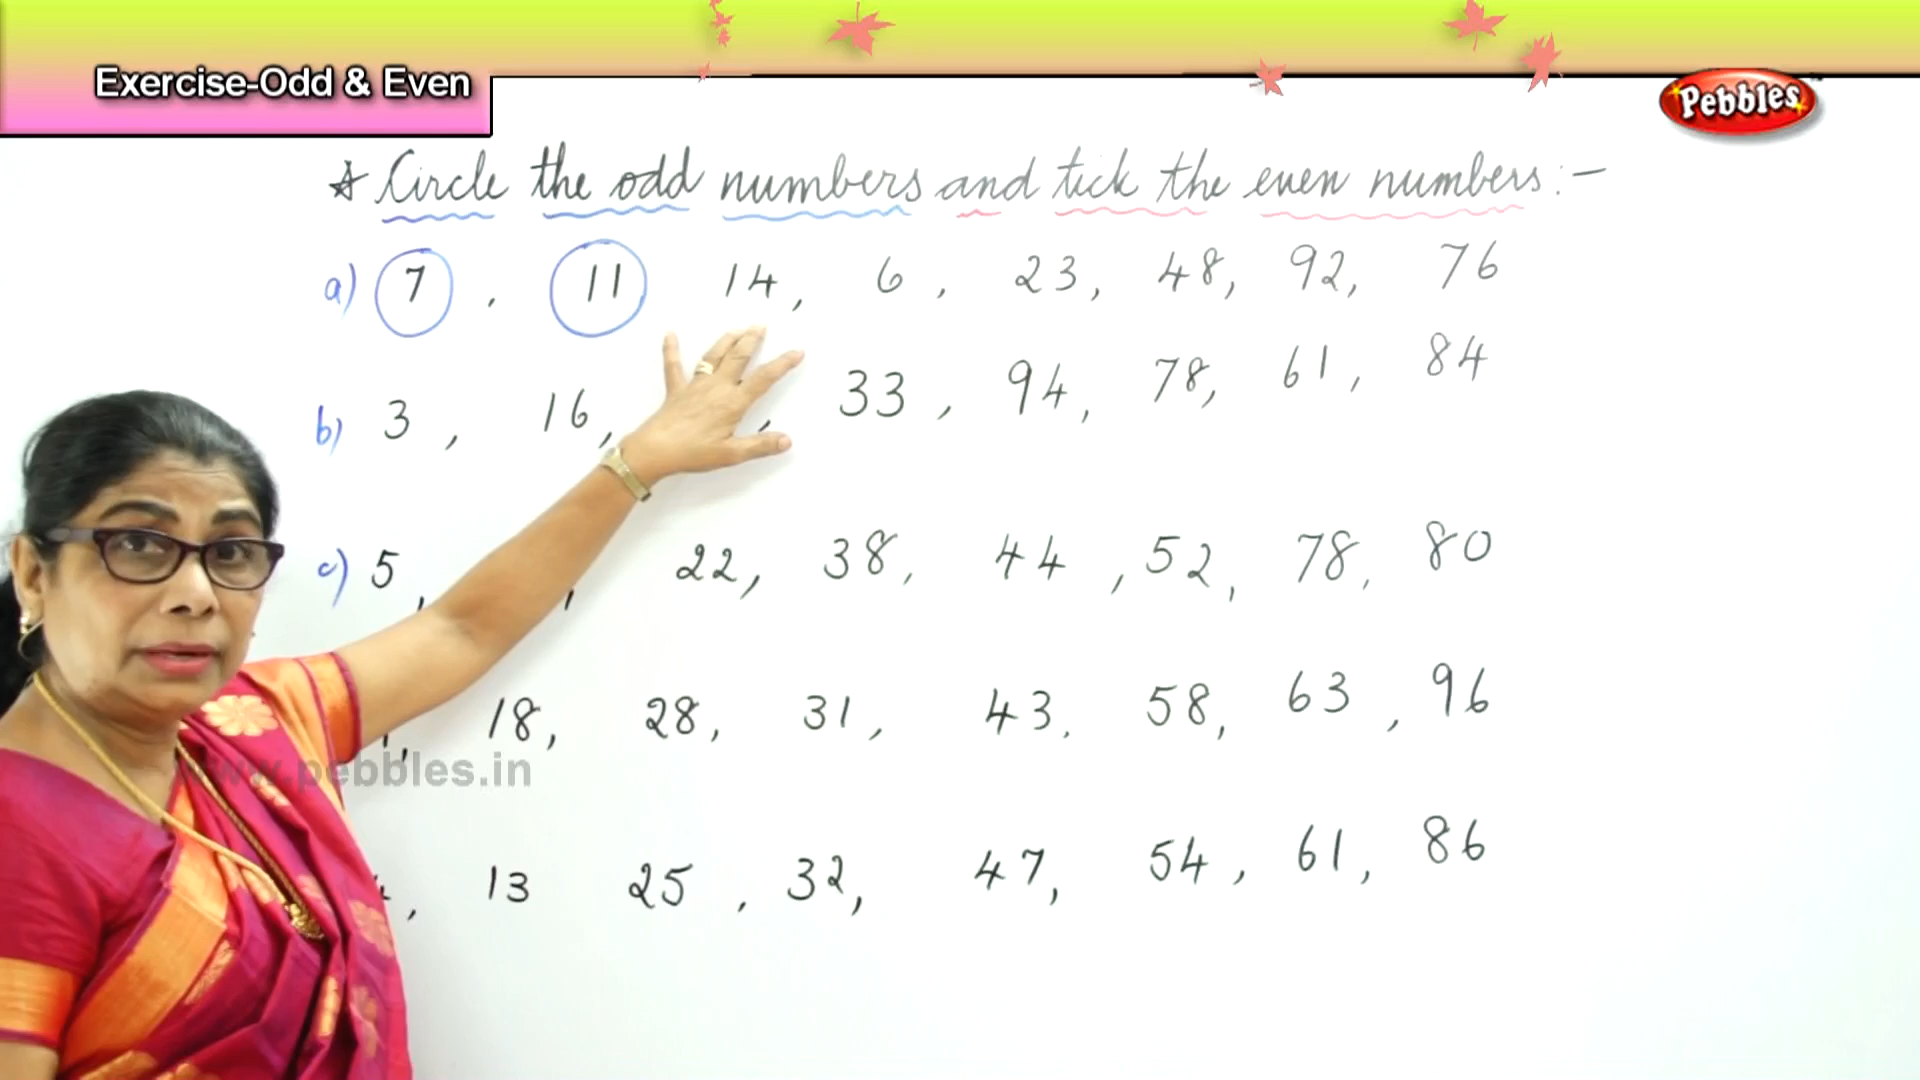 Exercise-Odd & Even
Pebbles
☆ Circle the odd numbers and tick the even numbers:-
a) 7, 11 14, 6, 23, 48, 92, 76
b) 3, 16, , 33, 94, 78, 61, 84
c) 5, , 22, 38, 44, 52, 78, 80
18, 28, 31, 43. 58, 63, 96
www.pebbles.in
, 13 25, 32, 47, 54, 61, 86